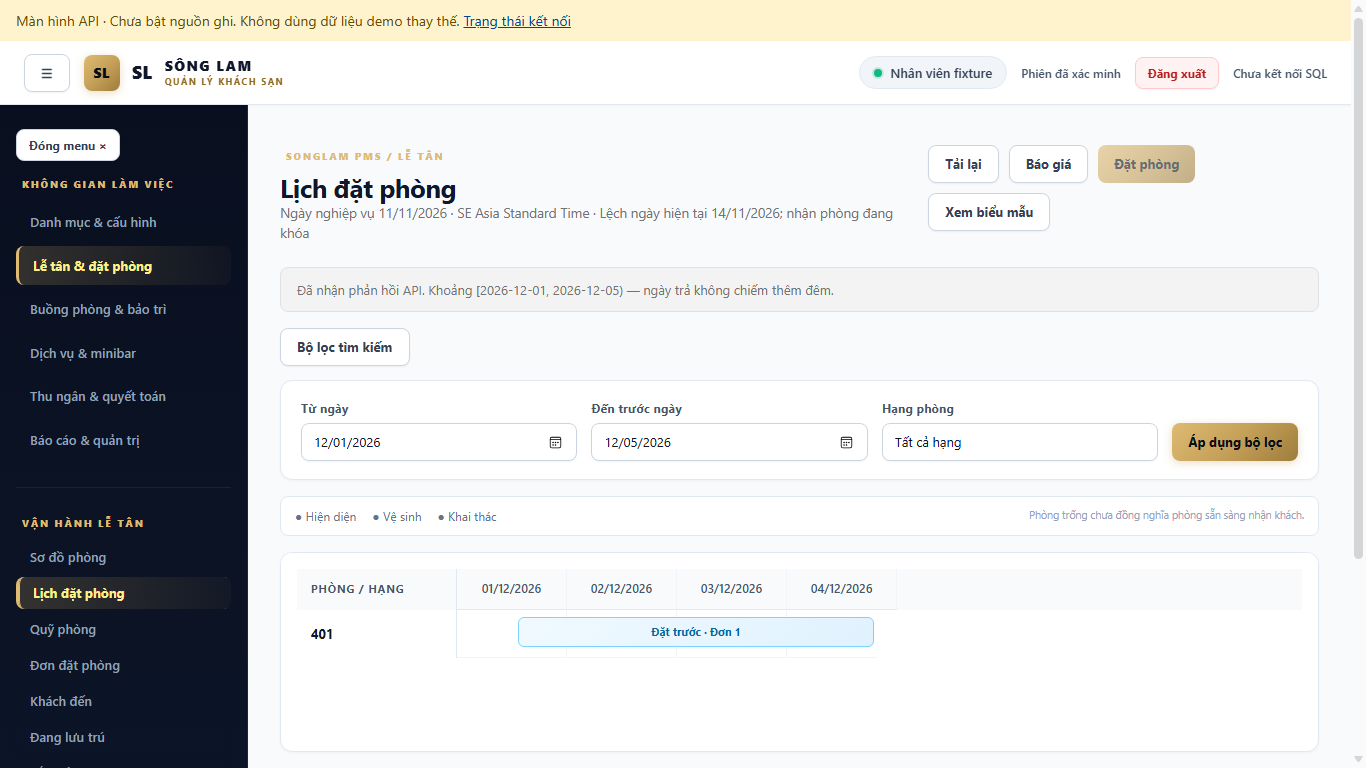 Màn hình API · Chưa bật nguồn ghi. Không dùng dữ liệu demo thay thế. Trạng thái kết nối
☰
SL
SL
SÔNG LAM
QUẢN LÝ KHÁCH SẠN
Nhân viên fixture
Phiên đã xác minh
Đăng xuất
Chưa kết nối SQL
Đóng menu ×
KHÔNG GIAN LÀM VIỆC
Danh mục & cấu hình
Lễ tân & đặt phòng
Buồng phòng & bảo trì
Dịch vụ & minibar
Thu ngân & quyết toán
Báo cáo & quản trị
VẬN HÀNH LỄ TÂN
Sơ đồ phòng
Lịch đặt phòng
Quỹ phòng
Đơn đặt phòng
Khách đến
Đang lưu trú
SONGLAM PMS / LỄ TÂN
Lịch đặt phòng
Ngày nghiệp vụ 11/11/2026 · SE Asia Standard Time · Lệch ngày hiện tại 14/11/2026; nhận phòng đang
khóa
Tải lại
Báo giá
Đặt phòng
Xem biểu mẫu
Đã nhận phản hồi API. Khoảng [2026-12-01, 2026-12-05) — ngày trả không chiếm thêm đêm.
Bộ lọc tìm kiếm
Từ ngày
12/01/2026
Đến trước ngày
12/05/2026
Hạng phòng
Tất cả hạng
Áp dụng bộ lọc
● Hiện diện
● Vệ sinh
● Khai thác
Phòng trống chưa đồng nghĩa phòng sẵn sàng nhận khách.
PHÒNG / HẠNG
01/12/2026
02/12/2026
03/12/2026
04/12/2026
401
Đặt trước · Đơn 1